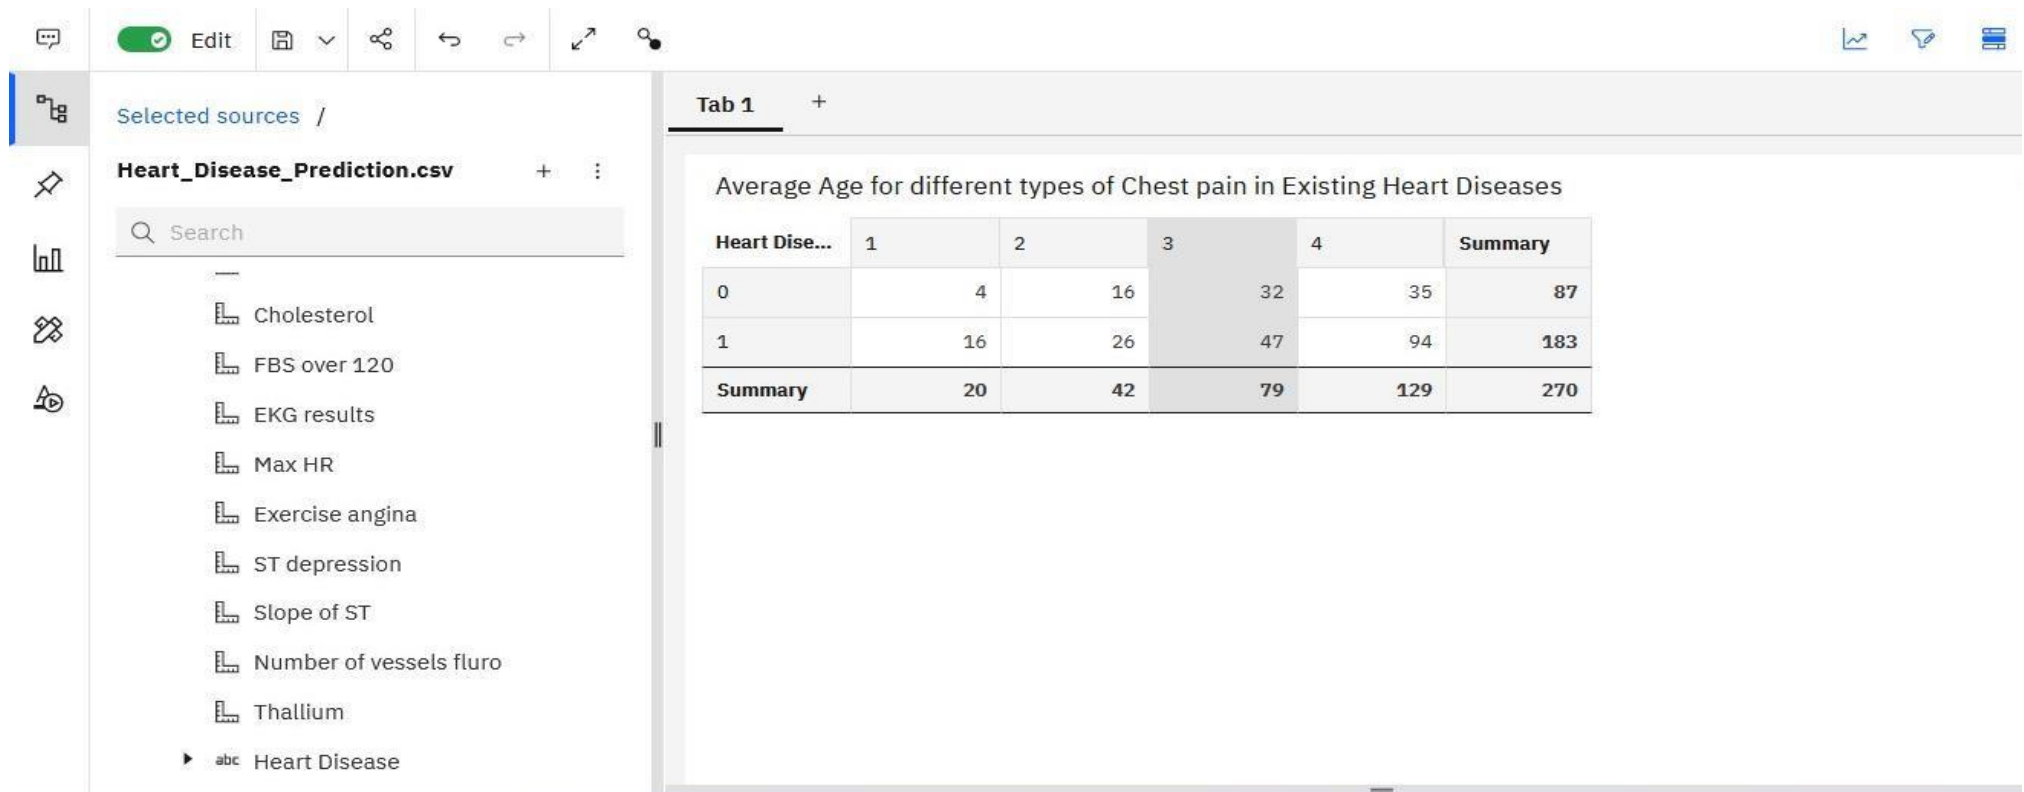 Edit
Selected sources /
Heart_Disease_Prediction.csv
Search
Cholesterol
FBS over 120
EKG results
Max HR
Exercise angina
ST depression
Slope of ST
Number of vessels fluro
Thallium
abc Heart Disease
Tab 1 +
Average Age for different types of Chest pain in Existing Heart Diseases
Heart Dise... 1 2 3 4 Summary
0 4 16 32 35 87
1 16 26 47 94 183
Summary 20 42 79 129 270